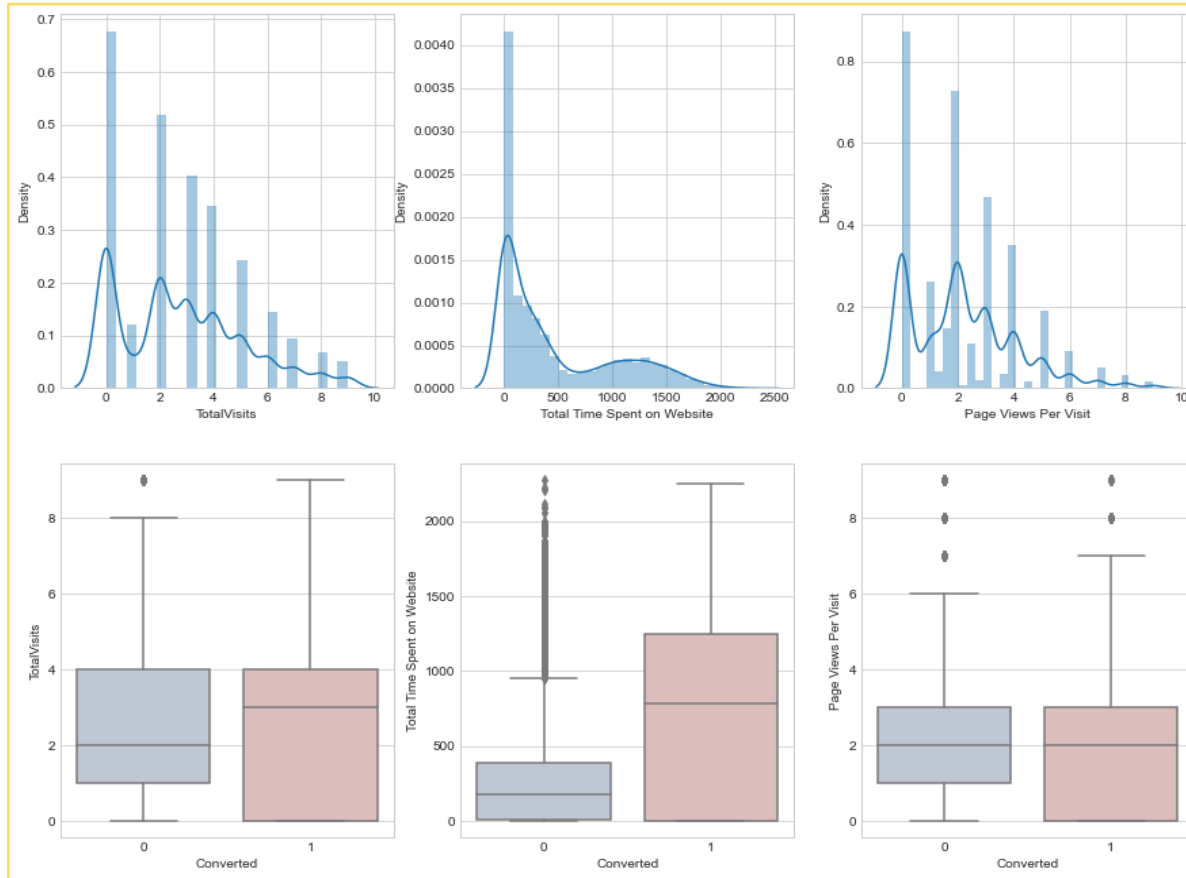 0.7
0.6
0.5
0.4
0.3
0.2
0.1
0.0
Density
0 2 4 6 8 10
TotalVisits
0.0040
0.0035
0.0030
0.0025
0.0020
0.0015
0.0010
0.0005
0.0000
Density
0 500 1000 1500 2000 2500
Total Time Spent on Website
0.8
0.6
0.4
0.2
0.0
Density
0 2 4 6 8 10
Page Views Per Visit
8
6
4
2
0
TotalVisits
0 1
Converted
2000
1500
1000
500
0
Total Time Spent on Website
0 1
Converted
8
6
4
2
0
Page Views Per Visit
0 1
Converted